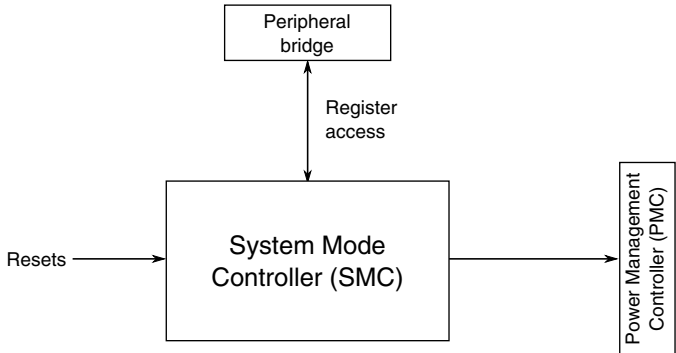 Peripheral
bridge
Register
access
Resets
System Mode
Controller (SMC)
Power Management
Controller (PMC)